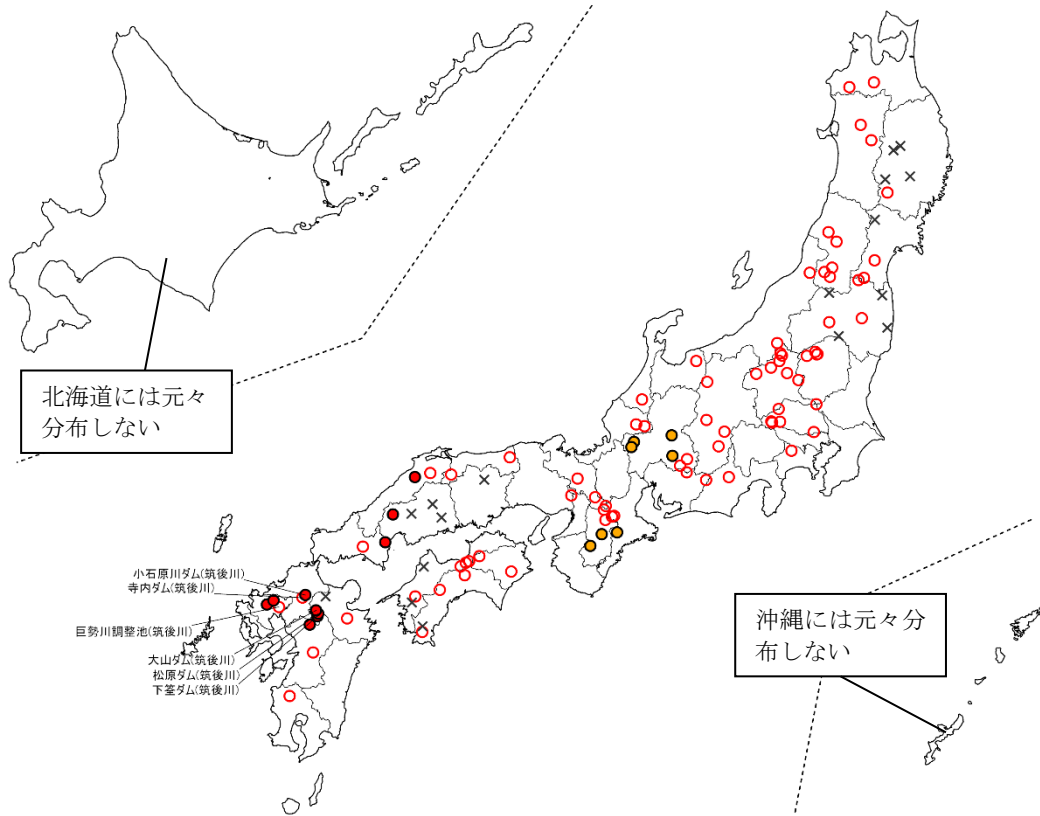 北海道には元々
分布しない
小石原川ダム(筑後川)
寺内ダム(筑後川)
巨勢川調整池(筑後川)
大山ダム(筑後川)
松原ダム(筑後川)
下筌ダム(筑後川)
沖縄には元々分
布しない